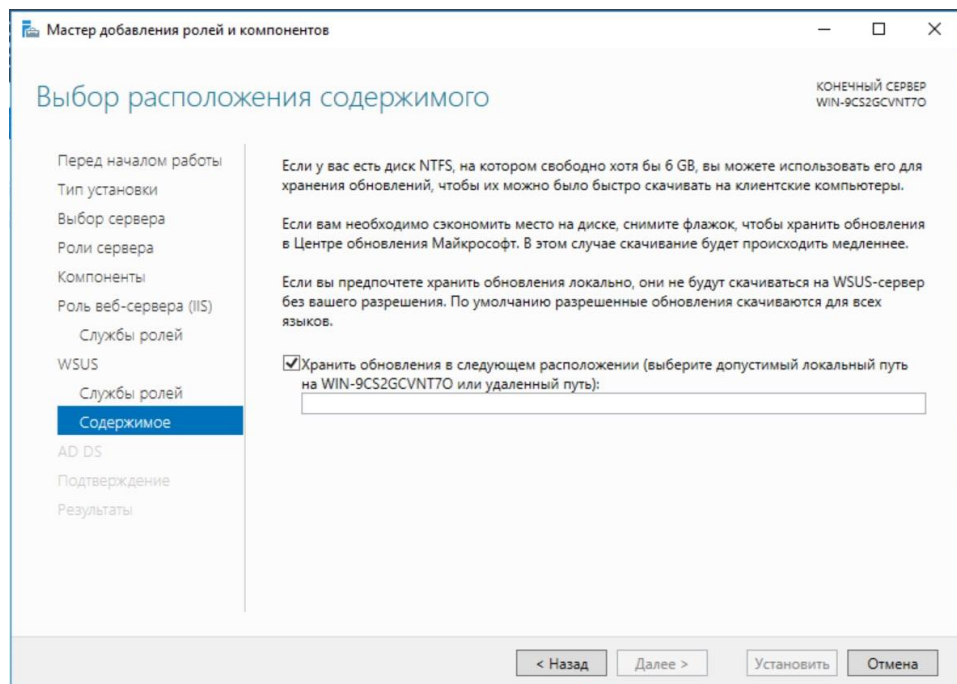 Мастер добавления ролей и компонентов
Выбор расположения содержимого
КОНЕЧНЫЙ СЕРВЕР
WIN-9CS2GCVNT7O
Перед началом работы
Тип установки
Выбор сервера
Роли сервера
Компоненты
Роль веб-сервера (IIS)
Службы ролей
WSUS
Службы ролей
Содержимое
AD DS
Подтверждение
Результаты
Если у вас есть диск NTFS, на котором свободно хотя бы 6 GB, вы можете использовать его для
хранения обновлений, чтобы их можно было быстро скачивать на клиентские компьютеры.
Если вам необходимо сэкономить место на диске, снимите флажок, чтобы хранить обновления
в Центре обновления Майкрософт. В этом случае скачивание будет происходить медленнее.
Если вы предпочтете хранить обновления локально, они не будут скачиваться на WSUS-сервер
без вашего разрешения. По умолчанию разрешенные обновления скачиваются для всех
языков.
Хранить обновления в следующем расположении (выберите допустимый локальный путь
на WIN-9CS2GCVNT7O или удаленный путь):
< Назад
Далее >
Установить
Отмена